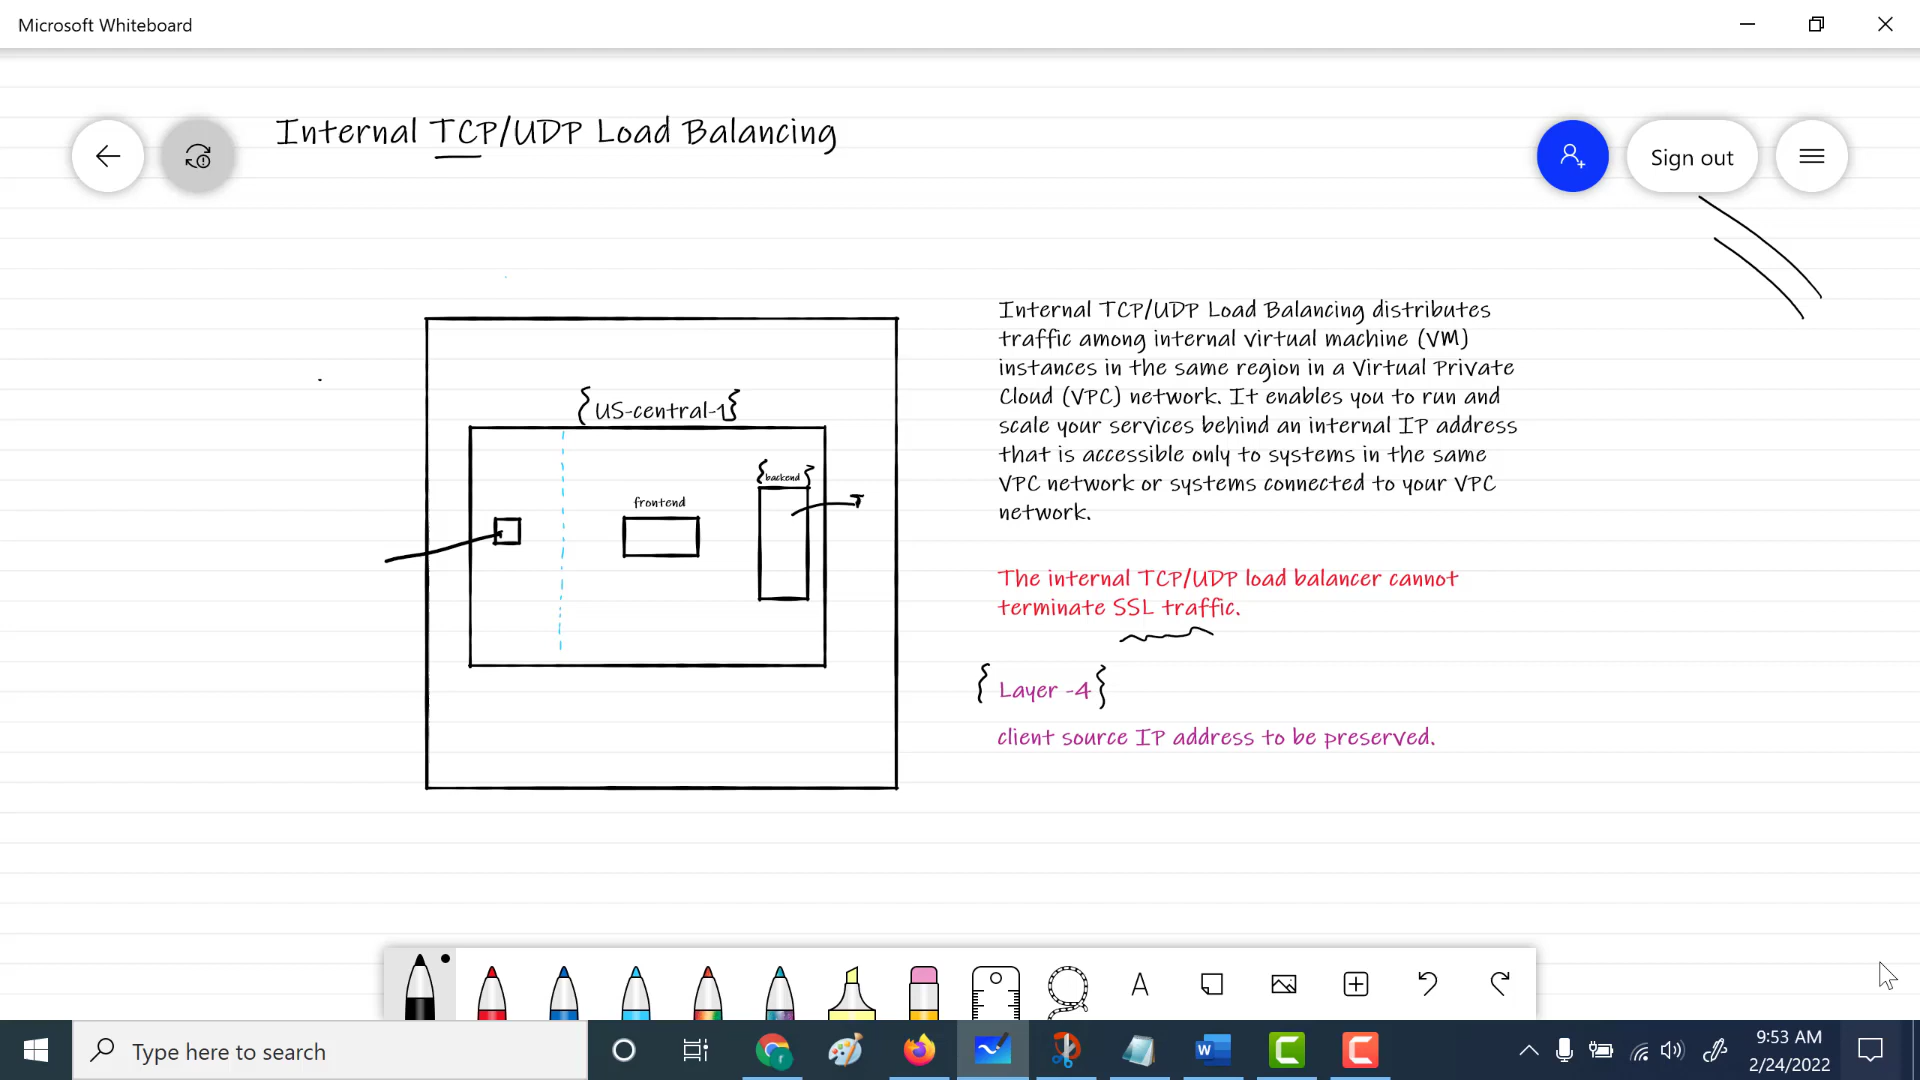 Microsoft Whiteboard
Internal TCP/UDP Load Balancing
Sign out
Internal TCP/UDP Load Balancing distributes
traffic among internal virtual machine (VM)
instances in the same region in a Virtual Private
Cloud (VPC) network. It enables you to run and
scale your services behind an internal IP address
that is accessible only to systems in the same
VPC network or systems connected to your VPC
network.
The internal TCP/UDP load balancer cannot
terminate SSL traffic.
{ Layer -4 }
client source IP address to be preserved.
{ US-central-1 }
{ backend }
frontend
Type here to search
9:53 AM
2/24/2022